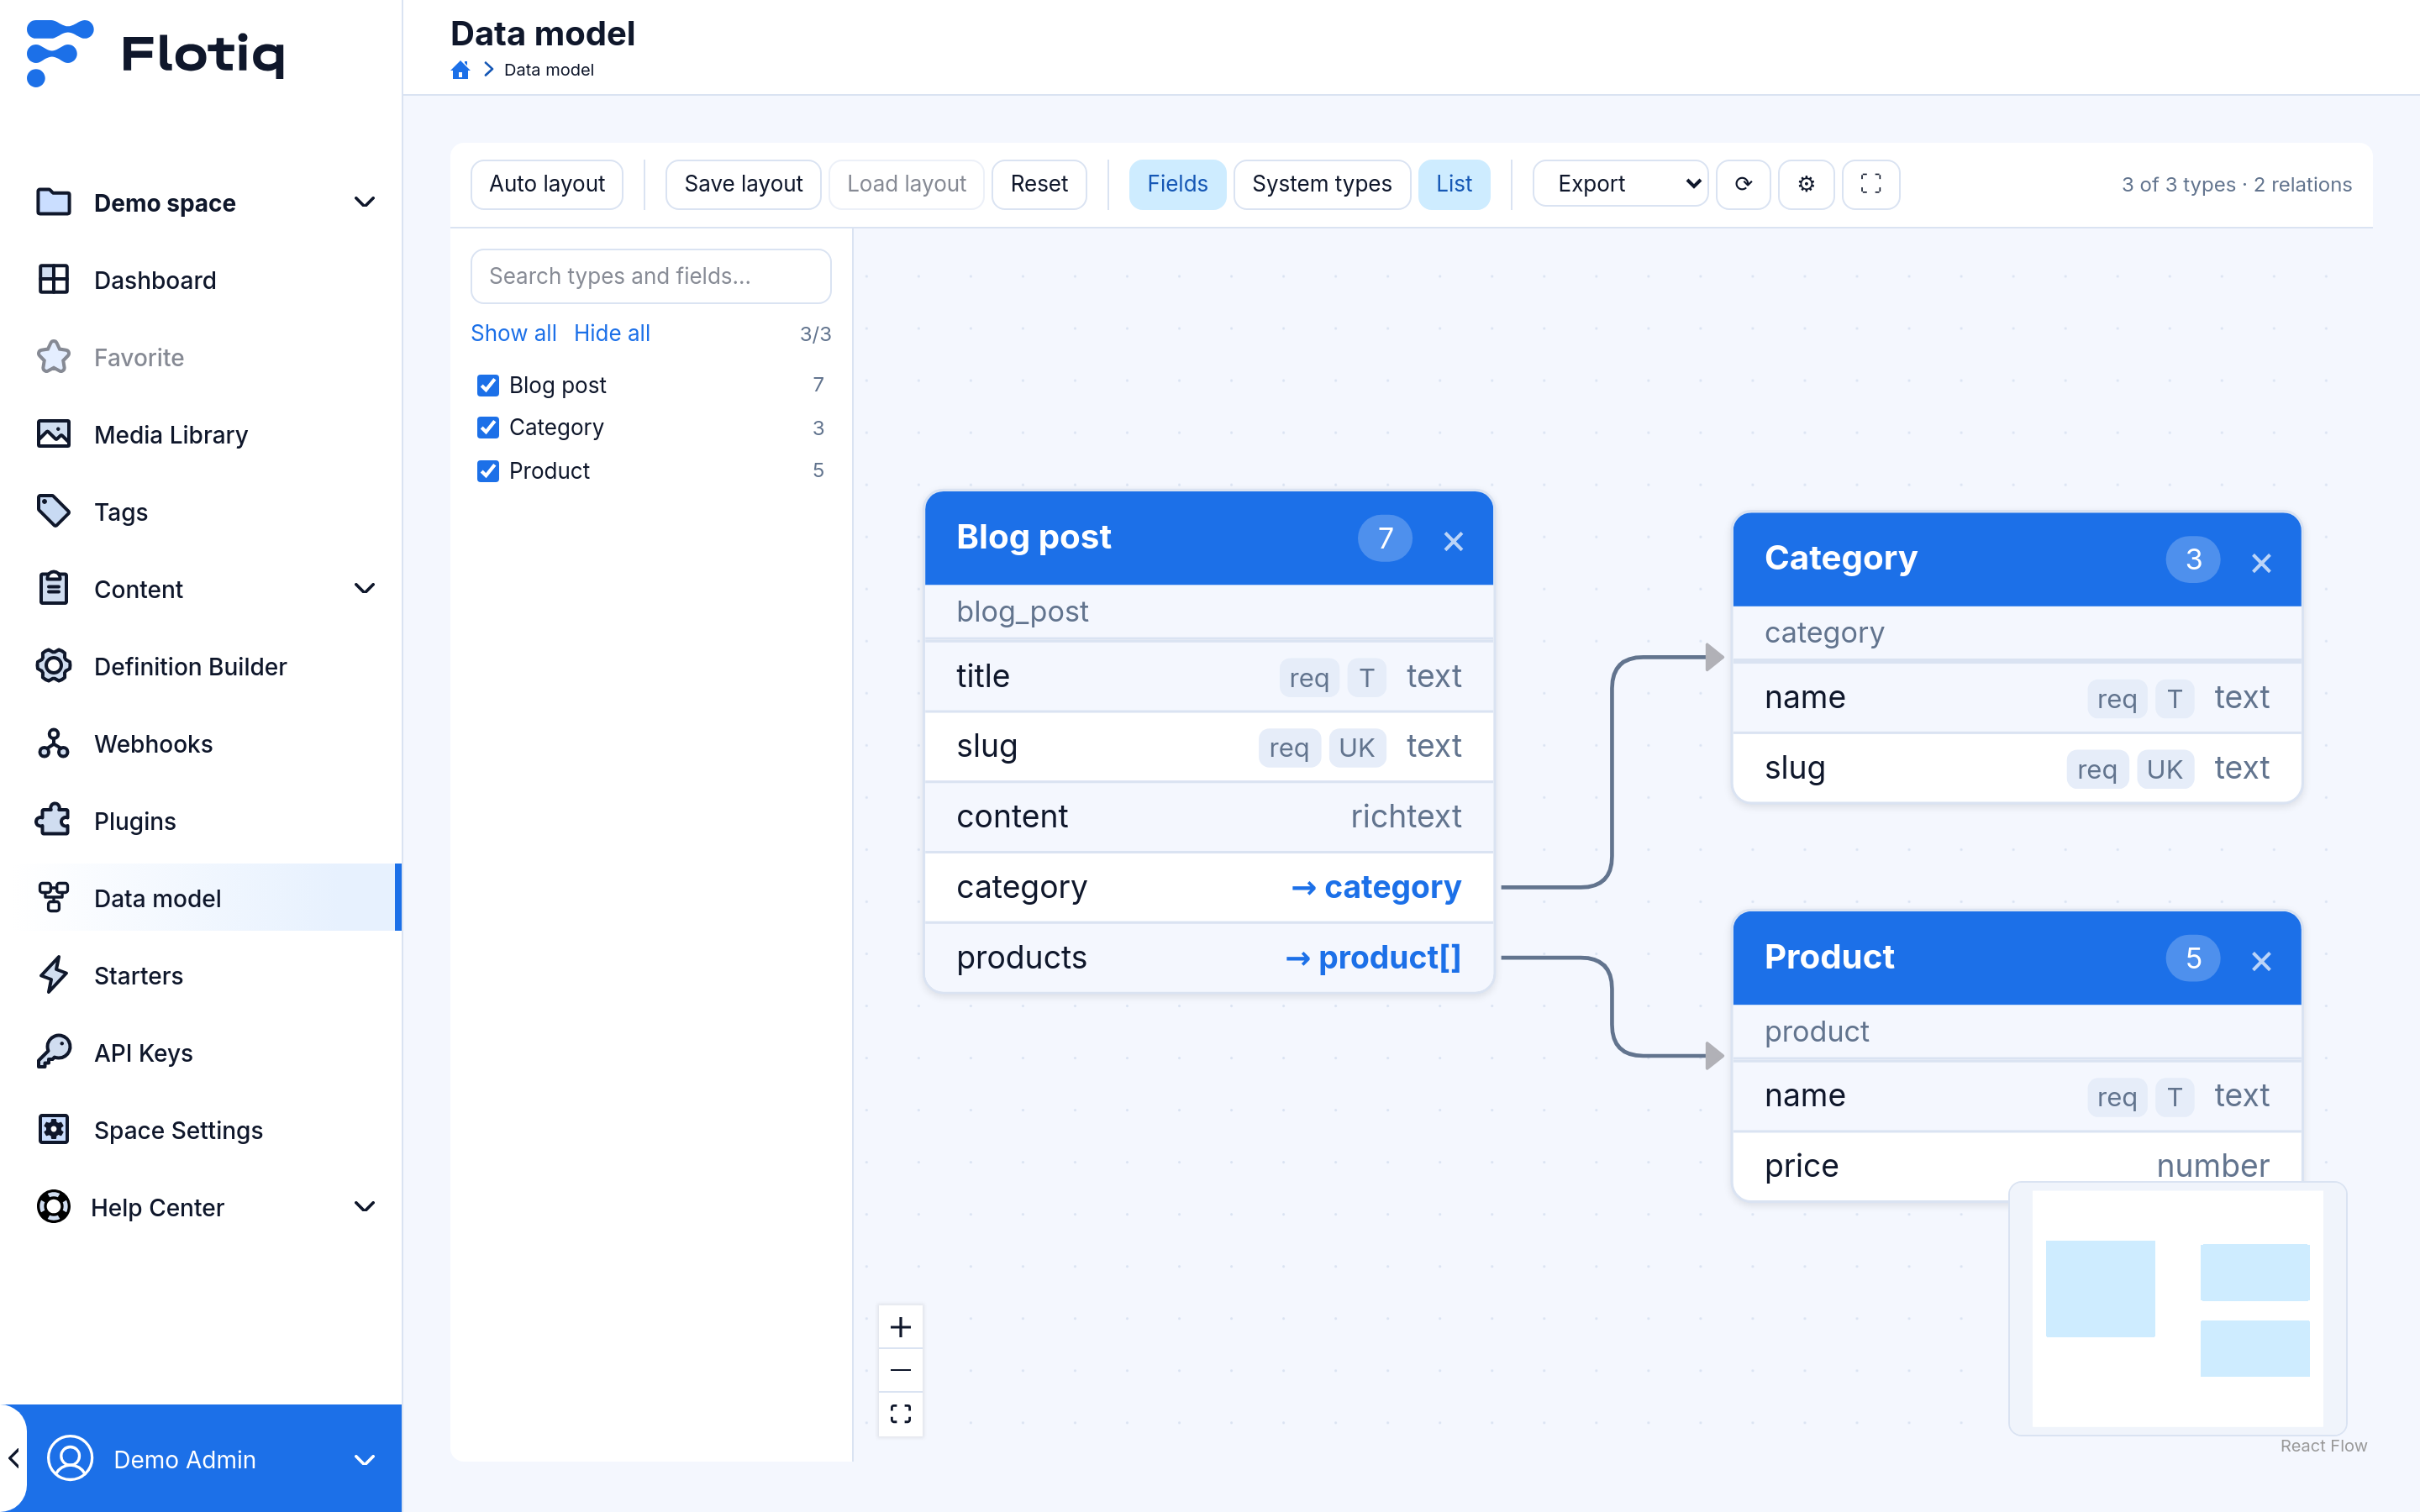 Flotiq
Demo space
Dashboard
Favorite
Media Library
Tags
Content
Definition Builder
Webhooks
Plugins
Data model
Starters
API Keys
Space Settings
Help Center
Demo Admin
Data model
Data model
Auto layout
Save layout
Load layout
Reset
Fields
System types
List
Export
3 of 3 types · 2 relations
Search types and fields...
Show all Hide all 3/3
Blog post 7
Category 3
Product 5
Blog post 7 ×
blog_post
title req T text
slug req UK text
content richtext
category → category
products → product[]
Category 3 ×
category
name req T text
slug req UK text
Product 5 ×
product
name req T text
price number
React Flow